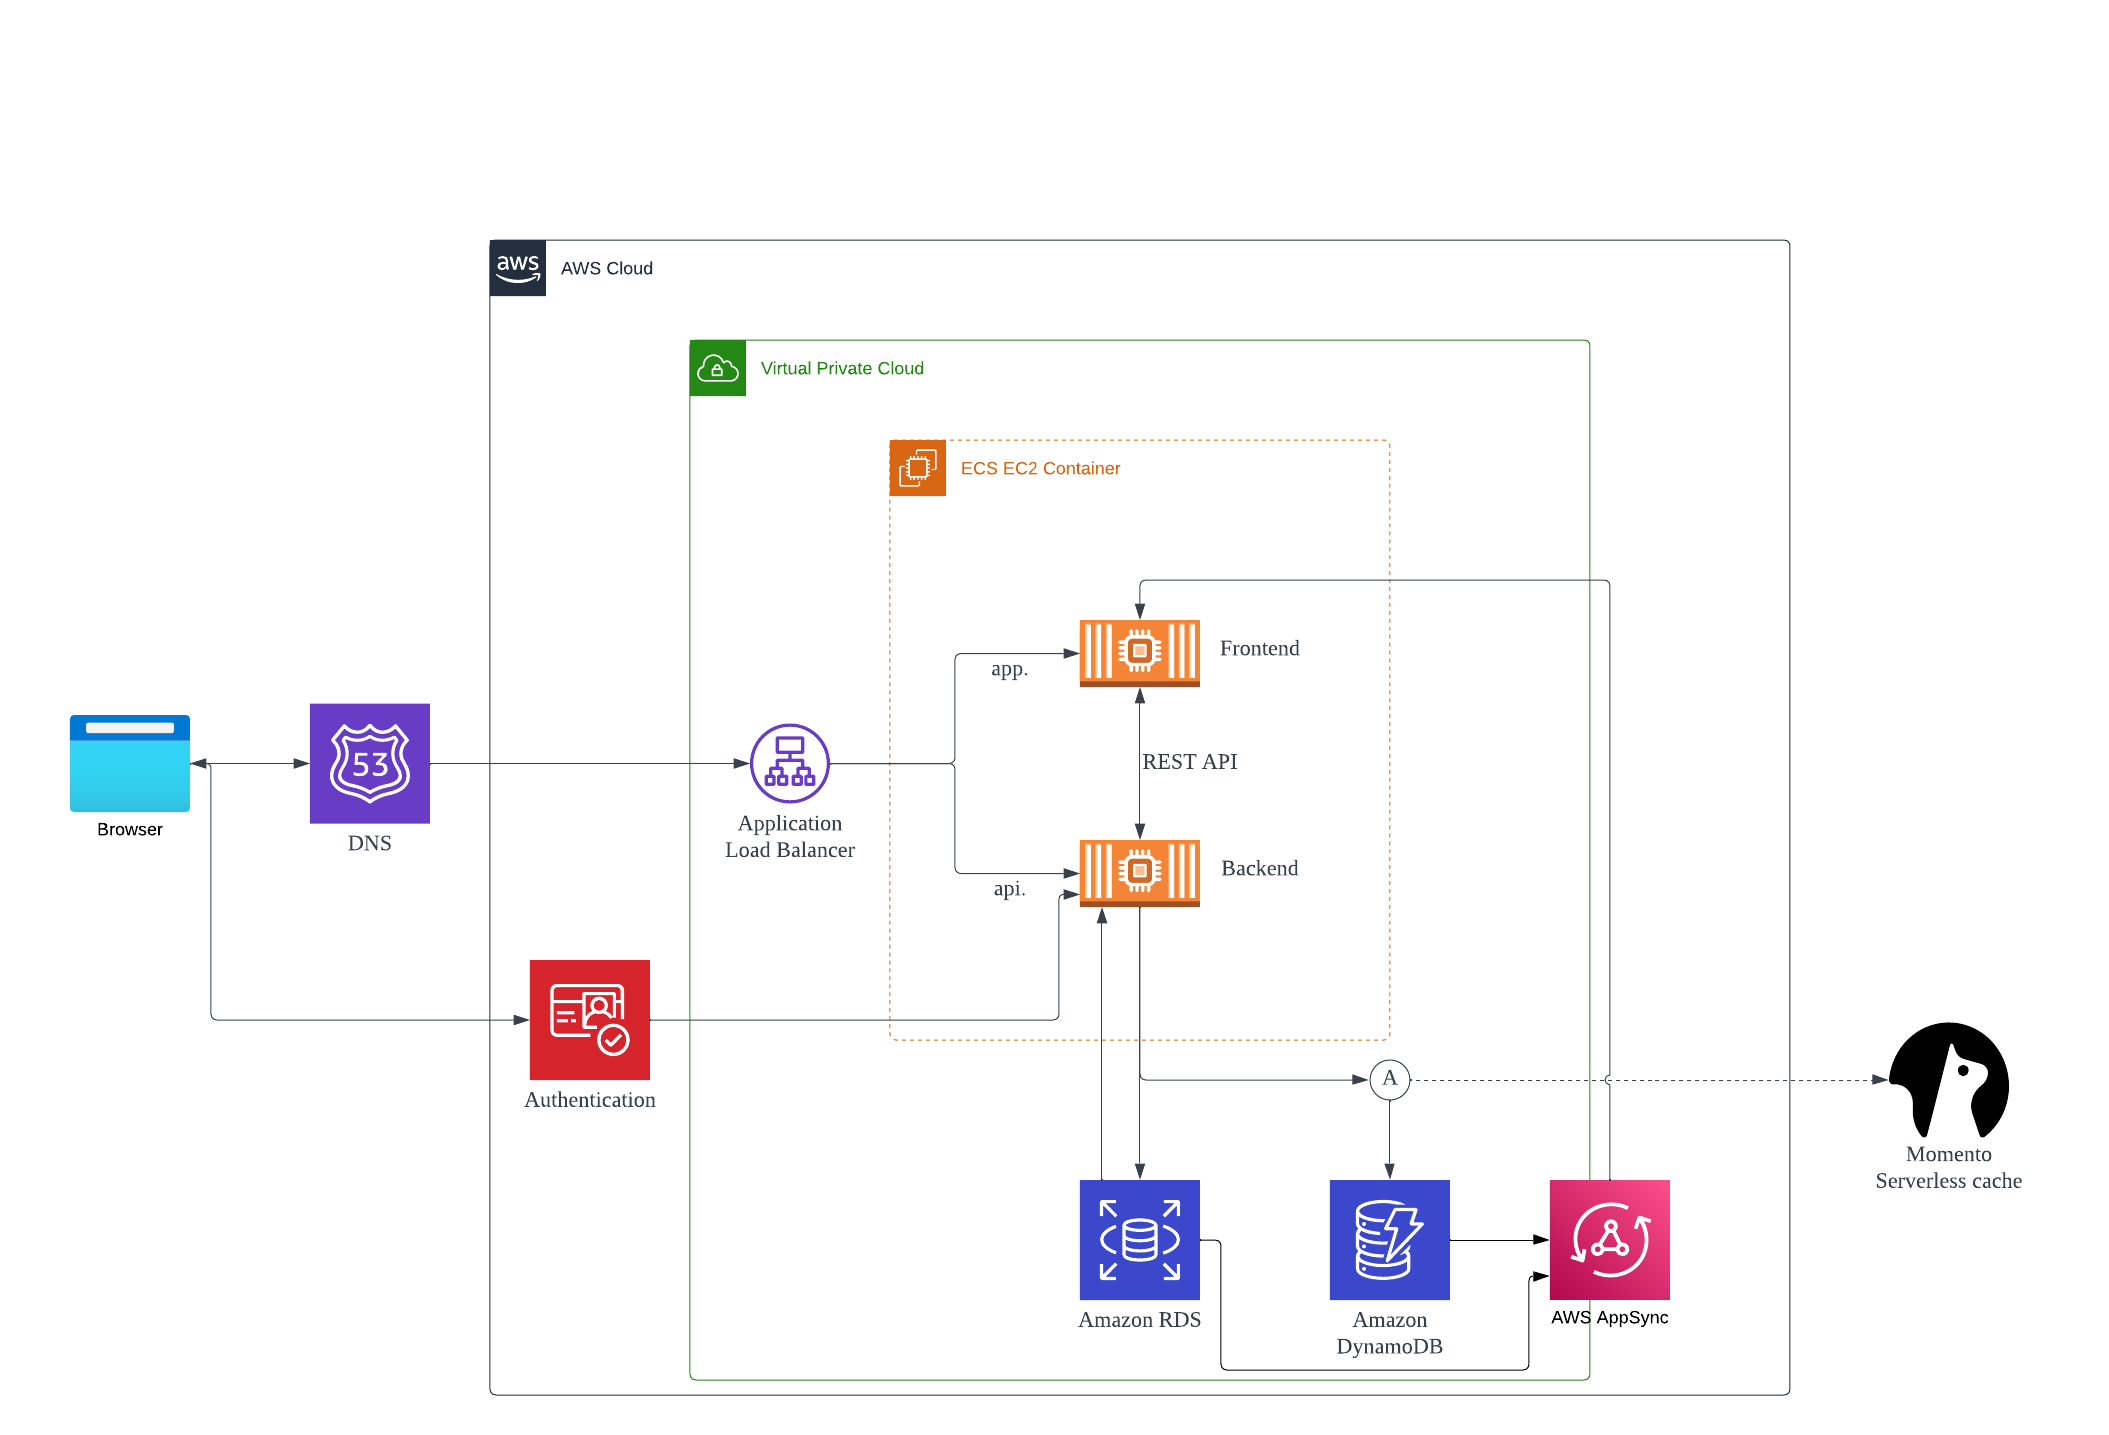 aws
AWS Cloud
Virtual Private Cloud
ECS EC2 Container
Frontend
app.
53
REST API
Browser
DNS
Application
Load Balancer
Backend
api.
A
Authentication
Momento
Serverless cache
Amazon RDS
Amazon
DynamoDB
AWS AppSync